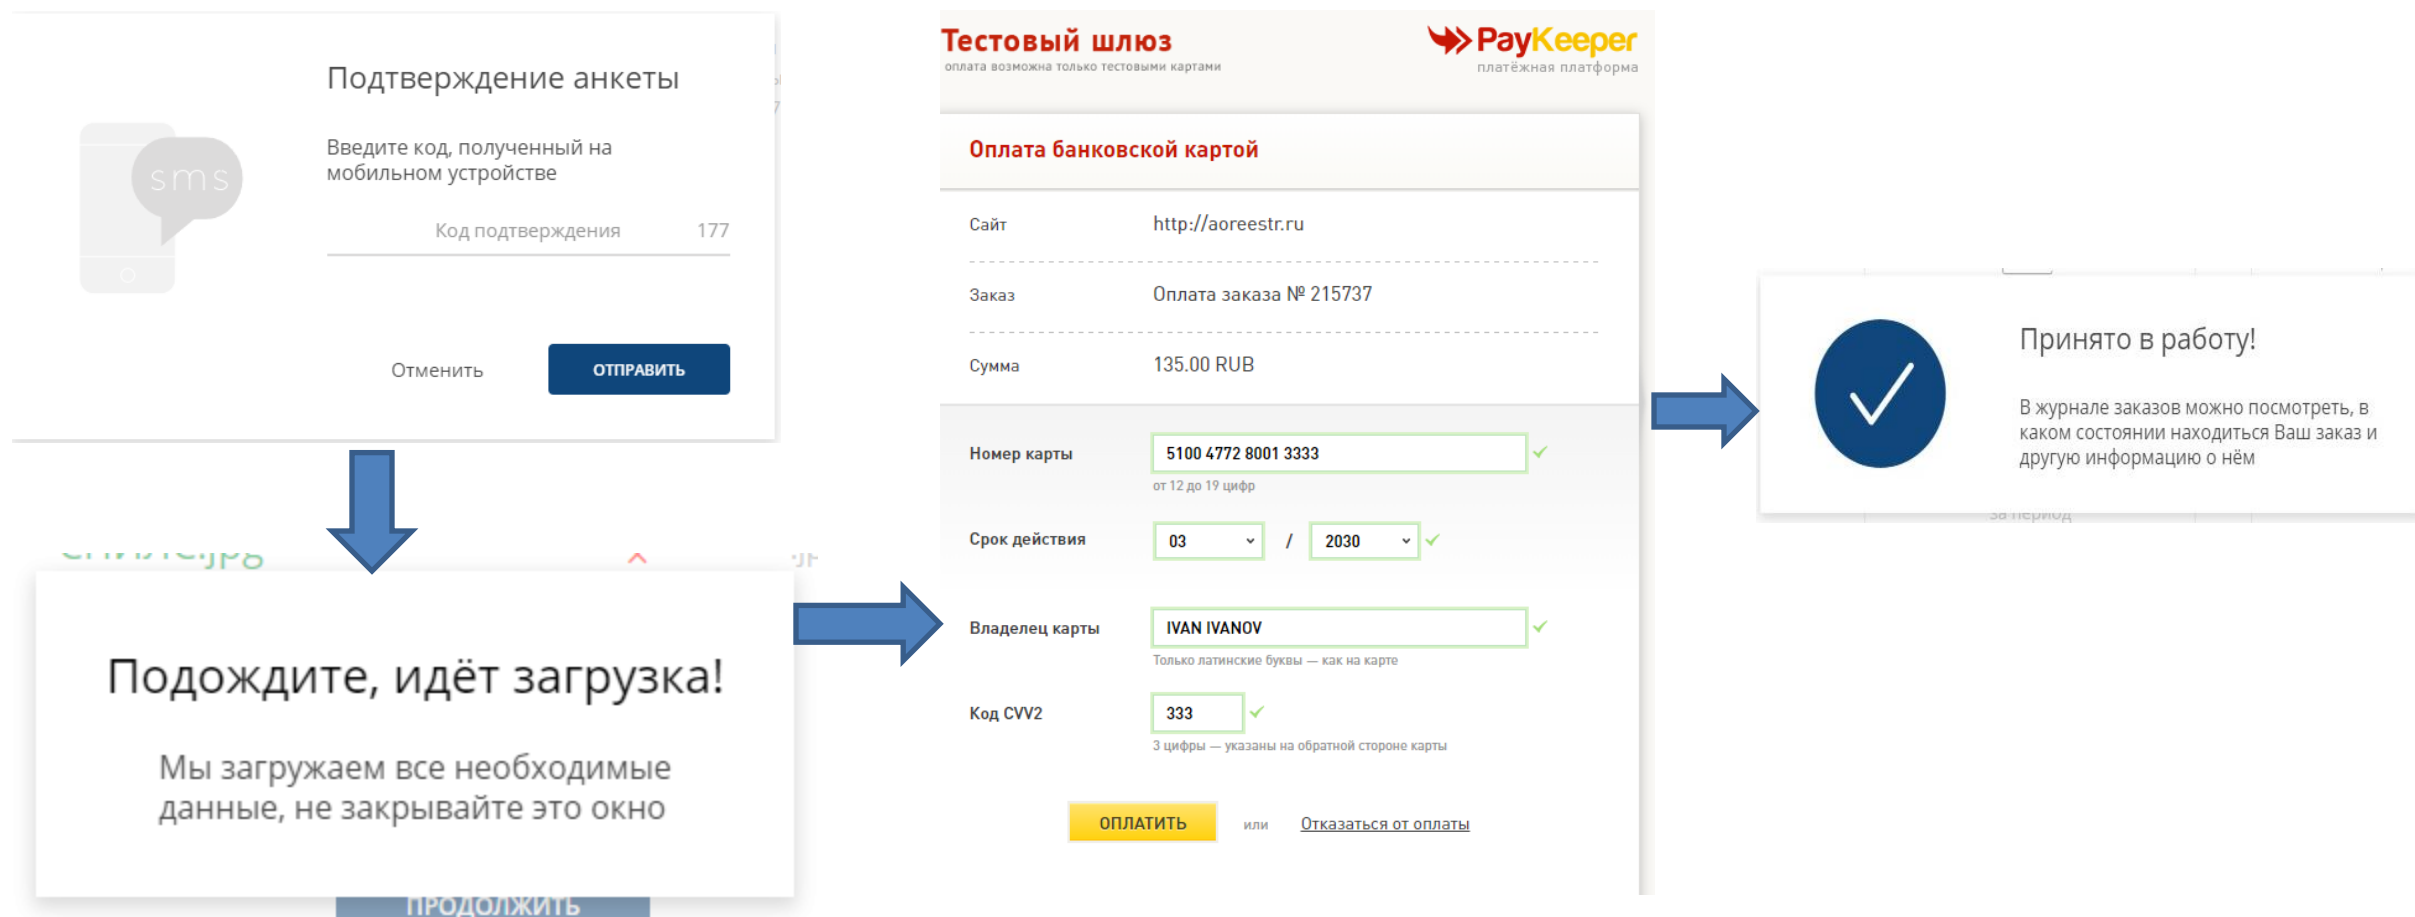 Подтверждение анкеты
Введите код, полученный на
мобильном устройстве
sms
Код подтверждения 177
Отменить ОТПРАВИТЬ
Подождите, идёт загрузка!
Мы загружаем все необходимые
данные, не закрывайте это окно
ПРОДОЛЖИТЬ
Тестовый шлюз
оплата возможна только тестовыми картами
PayKeeper
платёжная платформа
Оплата банковской картой
Сайт http://aoreestr.ru
Заказ Оплата заказа № 215737
Сумма 135.00 RUB
Номер карты 5100 4772 8001 3333
от 12 до 19 цифр
Срок действия 03 / 2030
Владелец карты IVAN IVANOV
Только латинские буквы — как на карте
Код CVV2 333
3 цифры — указаны на обратной стороне карты
ОПЛАТИТЬ или Отказаться от оплаты
Принято в работу!
В журнале заказов можно посмотреть, в
каком состоянии находиться Ваш заказ и
другую информацию о нём
за период